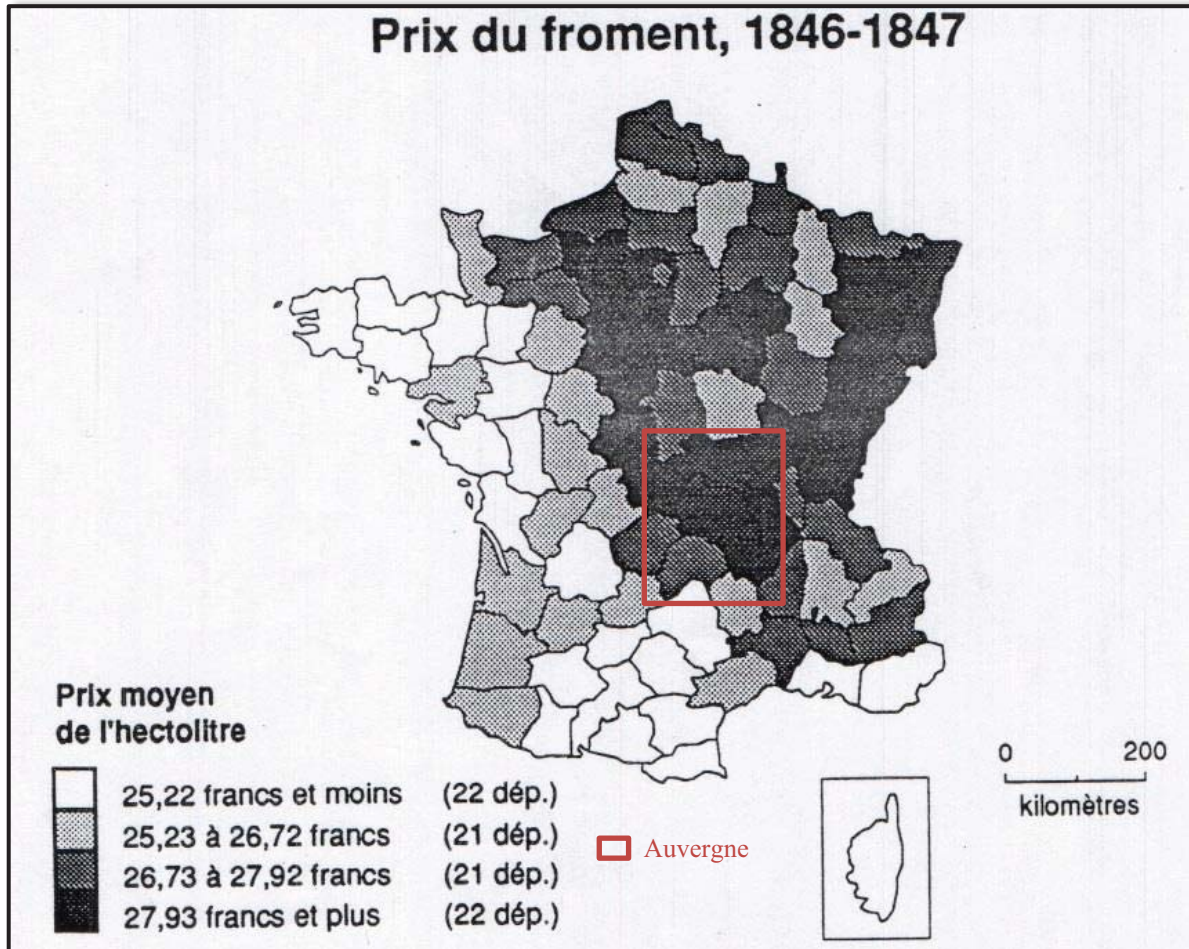 Prix du froment, 1846-1847
Prix moyen
de l'hectolitre
25,22 francs et moins (22 dép.)
25,23 à 26,72 francs (21 dép.)
26,73 à 27,92 francs (21 dép.)
27,93 francs et plus (22 dép.)
Auvergne
0 200
kilomètres